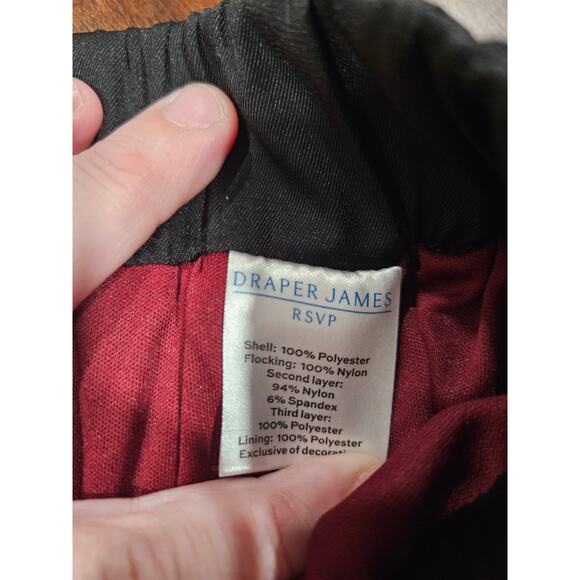 DRAPER JAMES
RSVP
Shell: 100% Polyester
Flocking: 100% Nylon
Second layer:
94% Nylon
6% Spandex
Third layer:
100% Polyester
Lining: 100% Polyester
Exclusive of